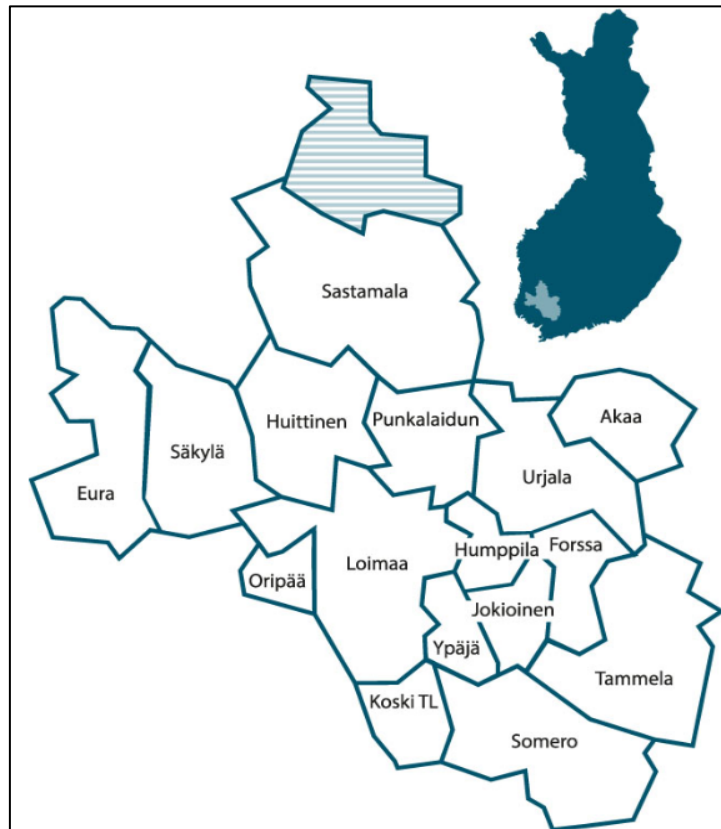 Sastamala
Huittinen
Punkalaidun
Akaa
Säkylä
Urjala
Eura
Humppila
Forssa
Loimaa
Oripää
Jokioinen
Ypäjä
Tammela
Koski TL
Somero